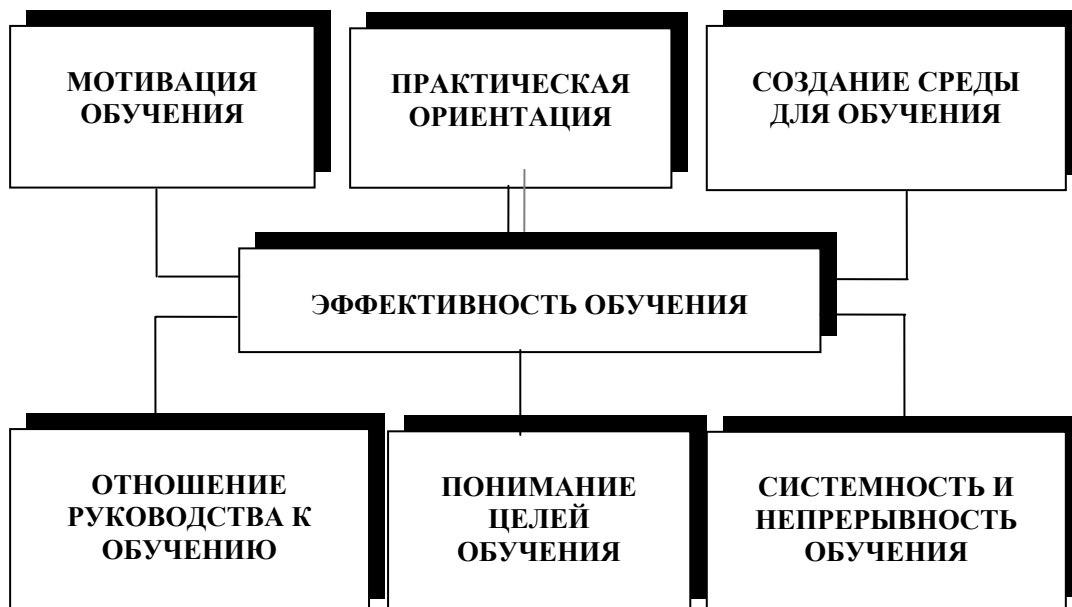 МОТИВАЦИЯ
ОБУЧЕНИЯ
ПРАКТИЧЕСКАЯ
ОРИЕНТАЦИЯ
СОЗДАНИЕ СРЕДЫ
ДЛЯ ОБУЧЕНИЯ
ЭФФЕКТИВНОСТЬ ОБУЧЕНИЯ
ОТНОШЕНИЕ
РУКОВОДСТВА К
ОБУЧЕНИЮ
ПОНИМАНИЕ
ЦЕЛЕЙ
ОБУЧЕНИЯ
СИСТЕМНОСТЬ И
НЕПРЕРЫВНОСТЬ
ОБУЧЕНИЯ